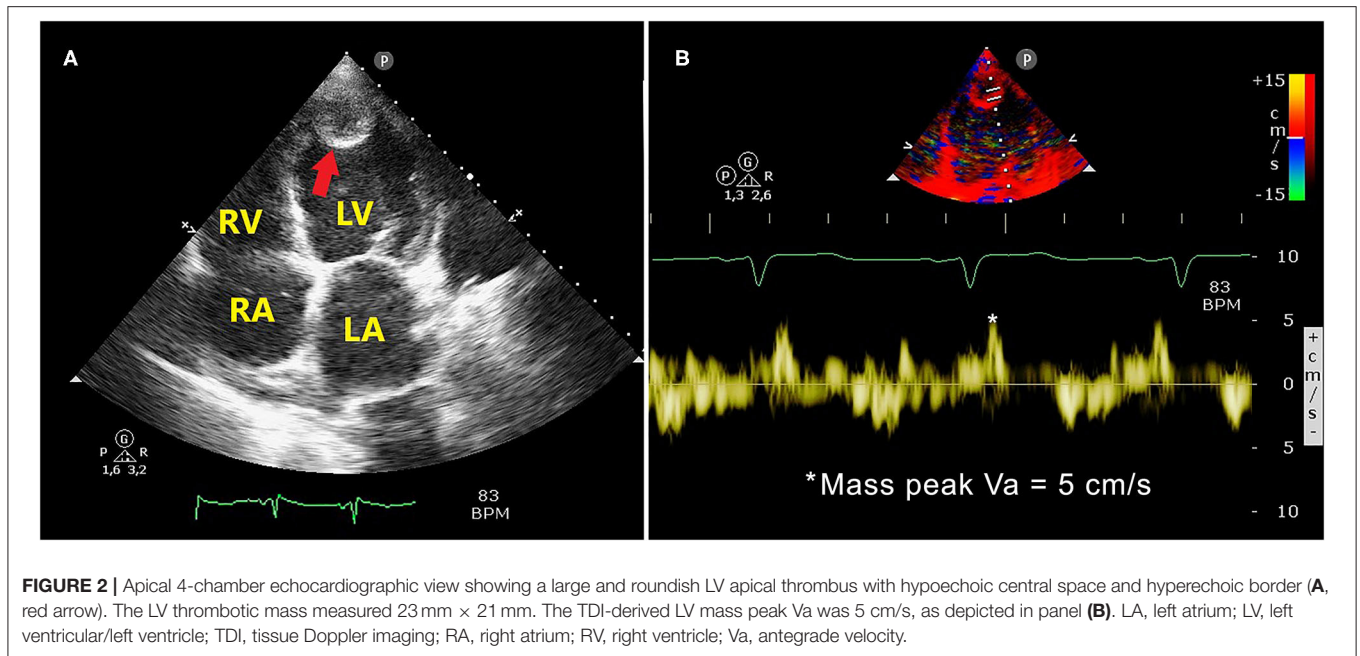 A
P
RV
LV
RA
LA
G
P R
1,6 3,2
83
BPM
B
P
+15
c
m
/
s
-15
G
P R
1,3 2,6
10
83
BPM
*
5
0
5
10
+
c
m
/
s
-
*Mass peak Va = 5 cm/s
FIGURE 2 | Apical 4-chamber echocardiographic view showing a large and roundish LV apical thrombus with hypoechoic central space and hyperechoic border (A,
red arrow). The LV thrombotic mass measured 23 mm × 21 mm. The TDI-derived LV mass peak Va was 5 cm/s, as depicted in panel (B). LA, left atrium; LV, left
ventricular/left ventricle; TDI, tissue Doppler imaging; RA, right atrium; RV, right ventricle; Va, antegrade velocity.